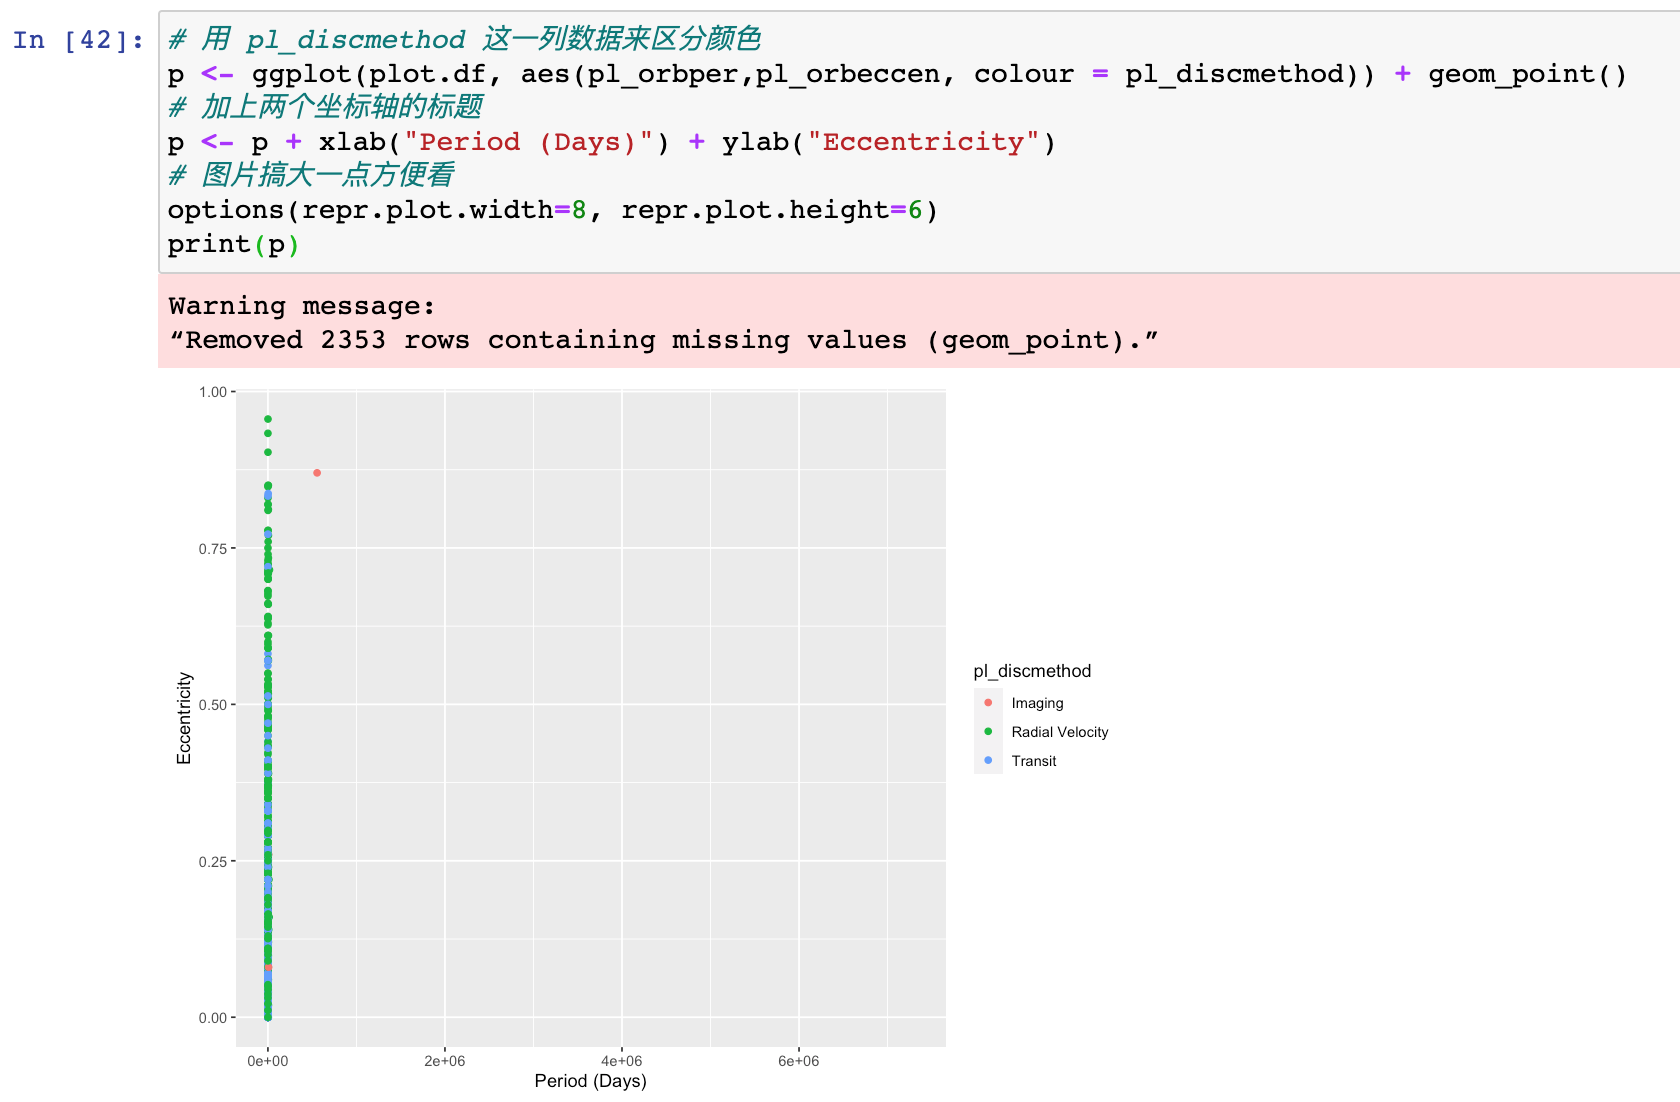 In [42]:
# 用 pl_discmethod 这一列数据来区分颜色
p <- ggplot(plot.df, aes(pl_orbper,pl_orbeccen, colour = pl_discmethod)) + geom_point()
# 加上两个坐标轴的标题
p <- p + xlab("Period (Days)") + ylab("Eccentricity")
# 图片搞大一点方便看
options(repr.plot.width=8, repr.plot.height=6)
print(p)
Warning message:
“Removed 2353 rows containing missing values (geom_point).”
1.00
0.75
0.50
0.25
0.00
Eccentricity
0e+00 2e+06 4e+06 6e+06
Period (Days)
pl_discmethod
Imaging
Radial Velocity
Transit